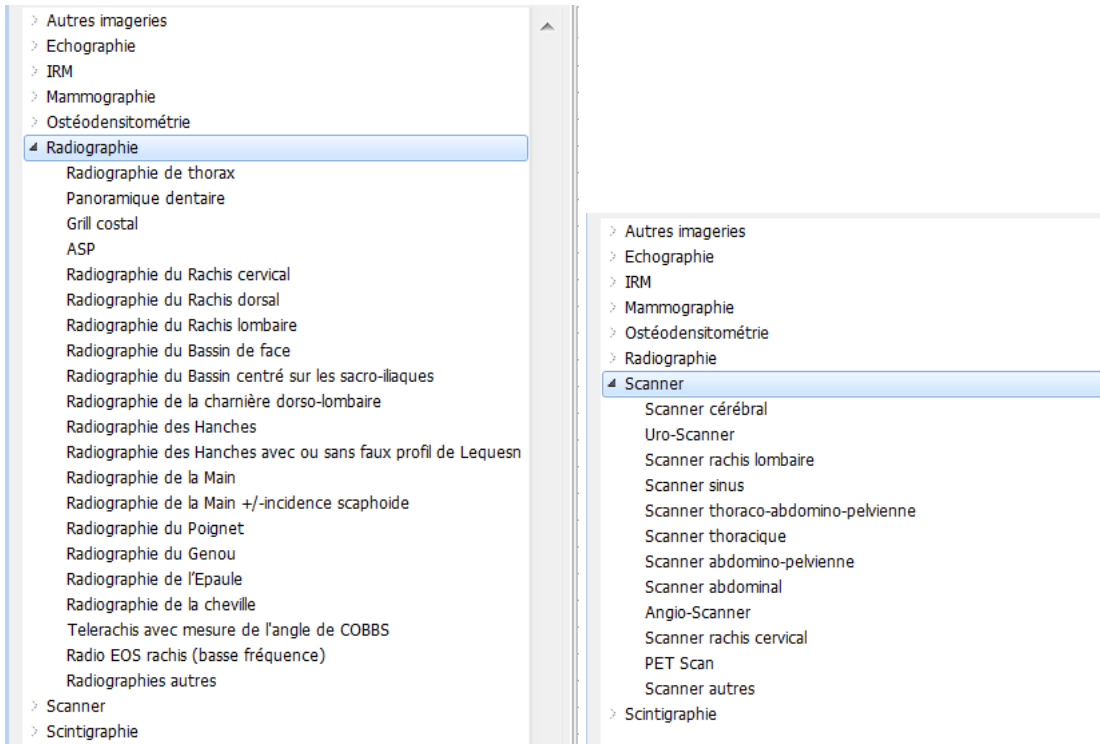 Autres imageries
Echographie
IRM
Mammographie
Ostéodensitométrie
Radiographie
Radiographie de thorax
Panoramique dentaire
Grill costal
ASP
Radiographie du Rachis cervical
Radiographie du Rachis dorsal
Radiographie du Rachis lombaire
Radiographie du Bassin de face
Radiographie du Bassin centré sur les sacro-iliaques
Radiographie de la charnière dorso-lombaire
Radiographie des Hanches
Radiographie des Hanches avec ou sans faux profil de Lequesn
Radiographie de la Main
Radiographie de la Main +/-incidence scaphoide
Radiographie du Poignet
Radiographie du Genou
Radiographie de l'Epaule
Radiographie de la cheville
Telerachis avec mesure de l'angle de COBBS
Radio EOS rachis (basse fréquence)
Radiographies autres
Scanner
Scintigraphie
Autres imageries
Echographie
IRM
Mammographie
Ostéodensitométrie
Radiographie
Scanner
Scanner cérébral
Uro-Scanner
Scanner rachis lombaire
Scanner sinus
Scanner thoraco-abdomino-pelvienne
Scanner thoracique
Scanner abdomino-pelvienne
Scanner abdominal
Angio-Scanner
Scanner rachis cervical
PET Scan
Scanner autres
Scintigraphie